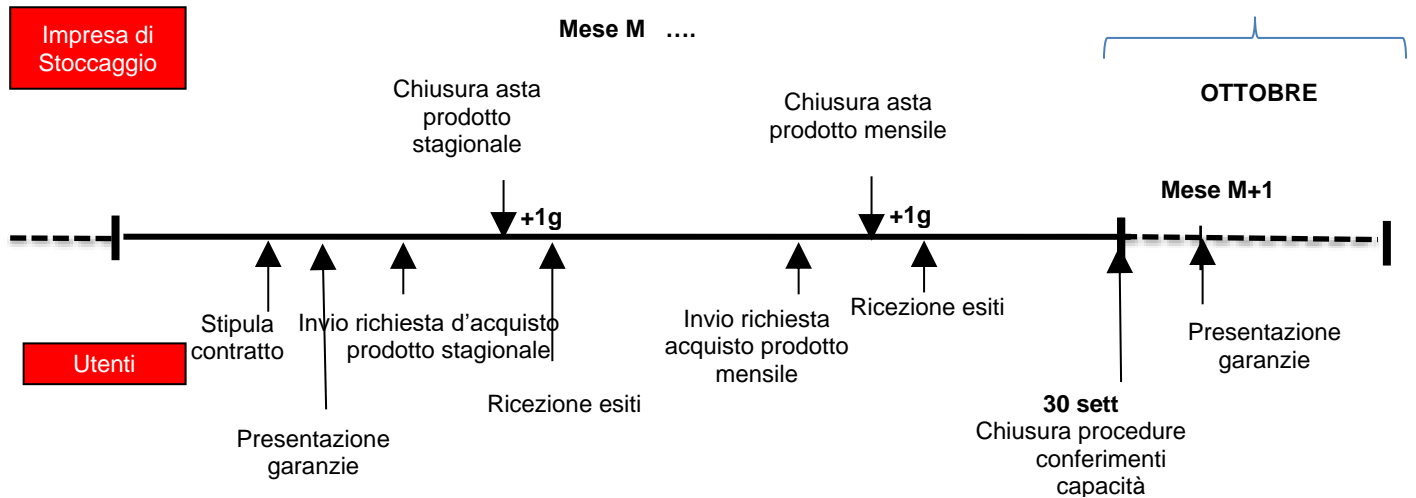 Impresa di
Stoccaggio
Mese M ....
Chiusura asta
prodotto
stagionale
Chiusura asta
prodotto mensile
OTTOBRE
Mese M+1
+1g
+1g
Stipula
contratto
Invio richiesta d’acquisto
prodotto stagionale
Invio richiesta
acquisto prodotto
mensile
Ricezione esiti
Presentazione
garanzie
Utenti
Ricezione esiti
Presentazione
garanzie
30 sett
Chiusura procedure
conferimenti
capacità